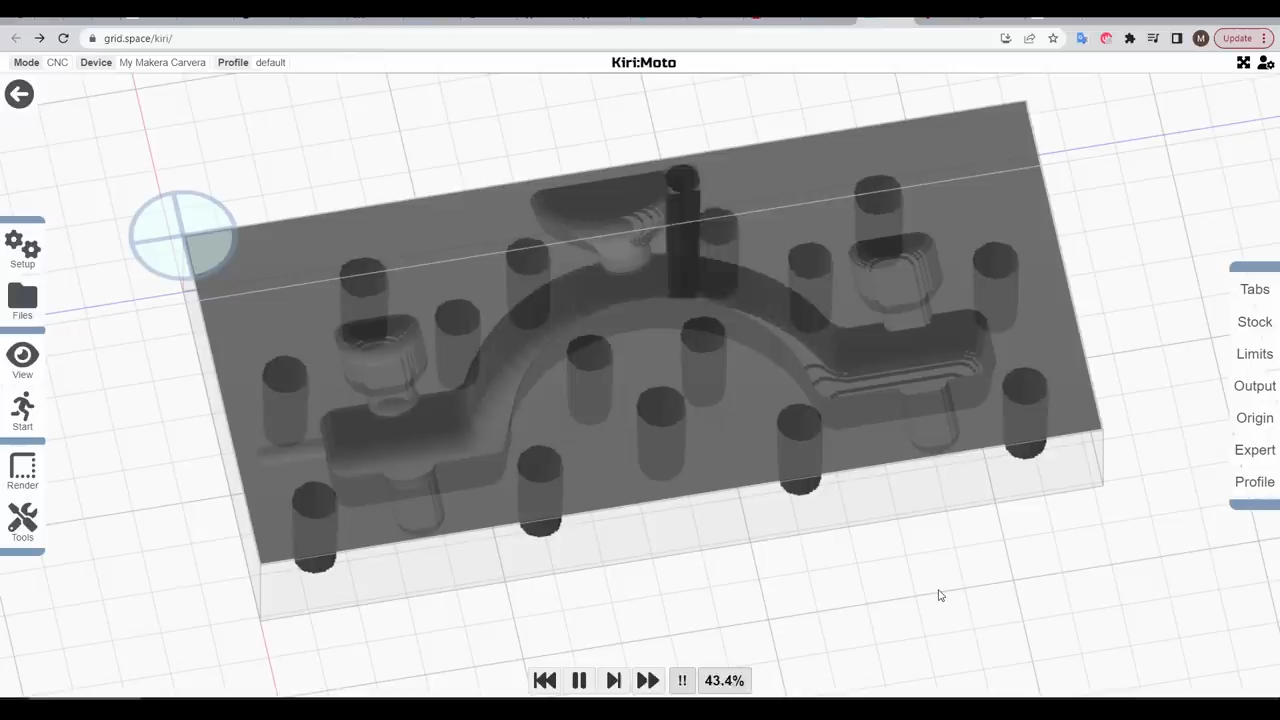 grid.space/kiri/
M
Update
Mode CNC Device My Makera Carvera Profile default
Kiri:Moto
Setup
Files
View
Start
Render
Tools
Tabs
Stock
Limits
Output
Origin
Expert
Profile
!!
43.4%